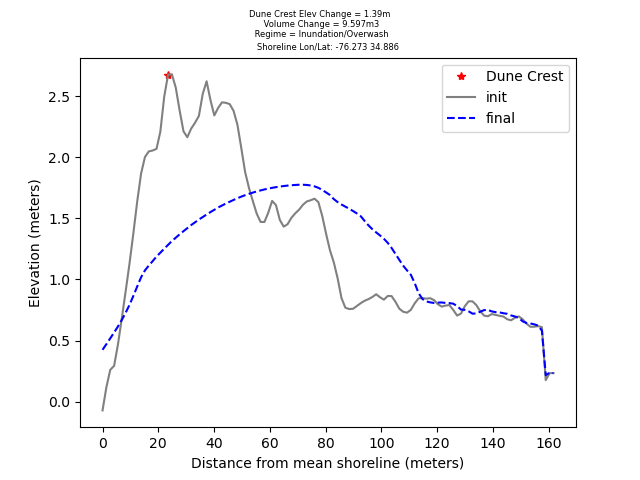 Dune Crest Elev Change = 1.39m
Volume Change = 9.597m3
Regime = Inundation/Overwash
Shoreline Lon/Lat: -76.273 34.886
Dune Crest
init
final
2.5
2.0
1.5
1.0
0.5
0.0
Elevation (meters)
0 20 40 60 80 100 120 140 160
Distance from mean shoreline (meters)